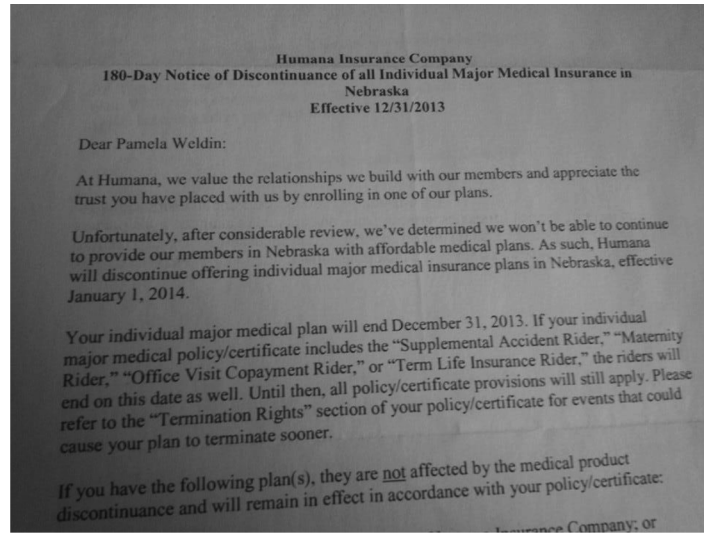 Humana Insurance Company
180-Day Notice of Discontinuance of all Individual Major Medical Insurance in
Nebraska
Effective 12/31/2013
Dear Pamela Weldin:
At Humana, we value the relationships we build with our members and appreciate the
trust you have placed with us by enrolling in one of our plans.
Unfortunately, after considerable review, we've determined we won't be able to continue
to provide our members in Nebraska with affordable medical plans. As such, Humana
will discontinue offering individual major medical insurance plans in Nebraska, effective
January 1, 2014.
Your individual major medical plan will end December 31, 2013. If your individual
major medical policy/certificate includes the “Supplemental Accident Rider,” “Maternity
Rider,” “Office Visit Copayment Rider,” or “Term Life Insurance Rider,” the riders will
end on this date as well. Until then, all policy/certificate provisions will still apply. Please
refer to the “Termination Rights” section of your policy/certificate for events that could
cause your plan to terminate sooner.
If you have the following plan(s), they are not affected by the medical product
discontinuance and will remain in effect in accordance with your policy/certificate:
Insurance Company; or